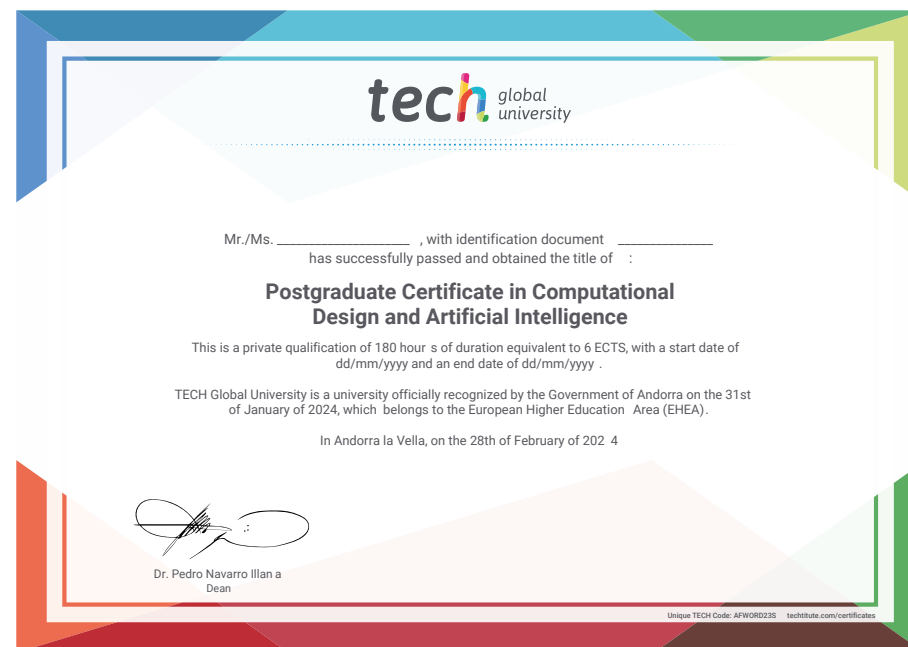 tech global
university
Mr./Ms. _____________________ , with identification document _______________
has successfully passed and obtained the title of :
Postgraduate Certificate in Computational
Design and Artificial Intelligence
This is a private qualification of 180 hour s of duration equivalent to 6 ECTS, with a start date of
dd/mm/yyyy and an end date of dd/mm/yyyy .
TECH Global University is a university officially recognized by the Government of Andorra on the 31st
of January of 2024, which belongs to the European Higher Education Area (EHEA).
In Andorra la Vella, on the 28th of February of 202 4
Dr. Pedro Navarro Illan a
Dean
Unique TECH Code: AFWORD23S techtitute.com/certificates